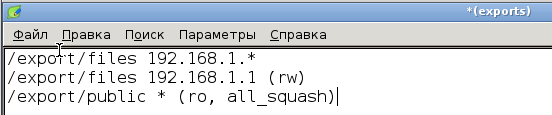 *(exports)
Файл Правка Поиск Параметры Справка
/export/files 192.168.1.*
/export/files 192.168.1.1 (rw)
/export/public * (ro, all_squash)